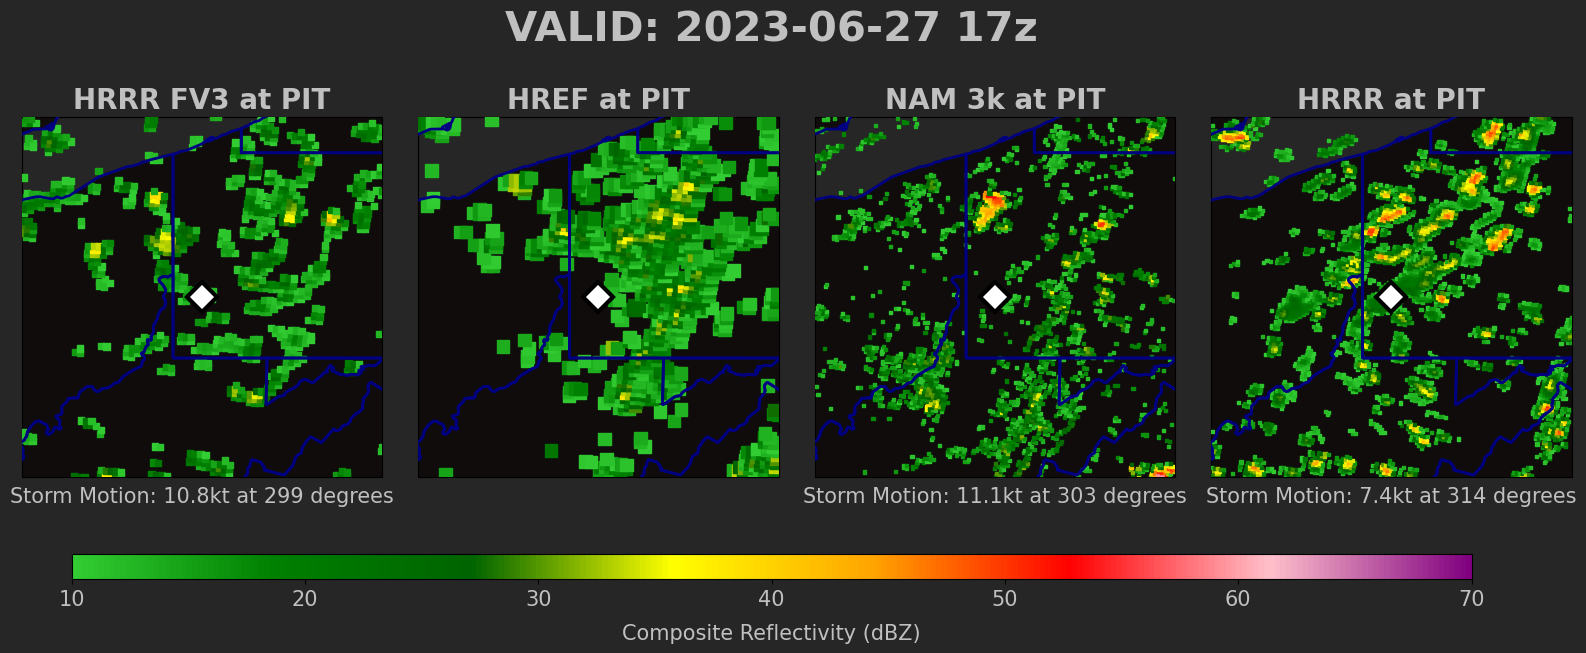 VALID: 2023-06-27 17z
HRRR FV3 at PIT
HREF at PIT
NAM 3k at PIT
HRRR at PIT
Storm Motion: 10.8kt at 299 degrees
Storm Motion: 11.1kt at 303 degrees
Storm Motion: 7.4kt at 314 degrees
10 20 30 40 50 60 70
Composite Reflectivity (dBZ)